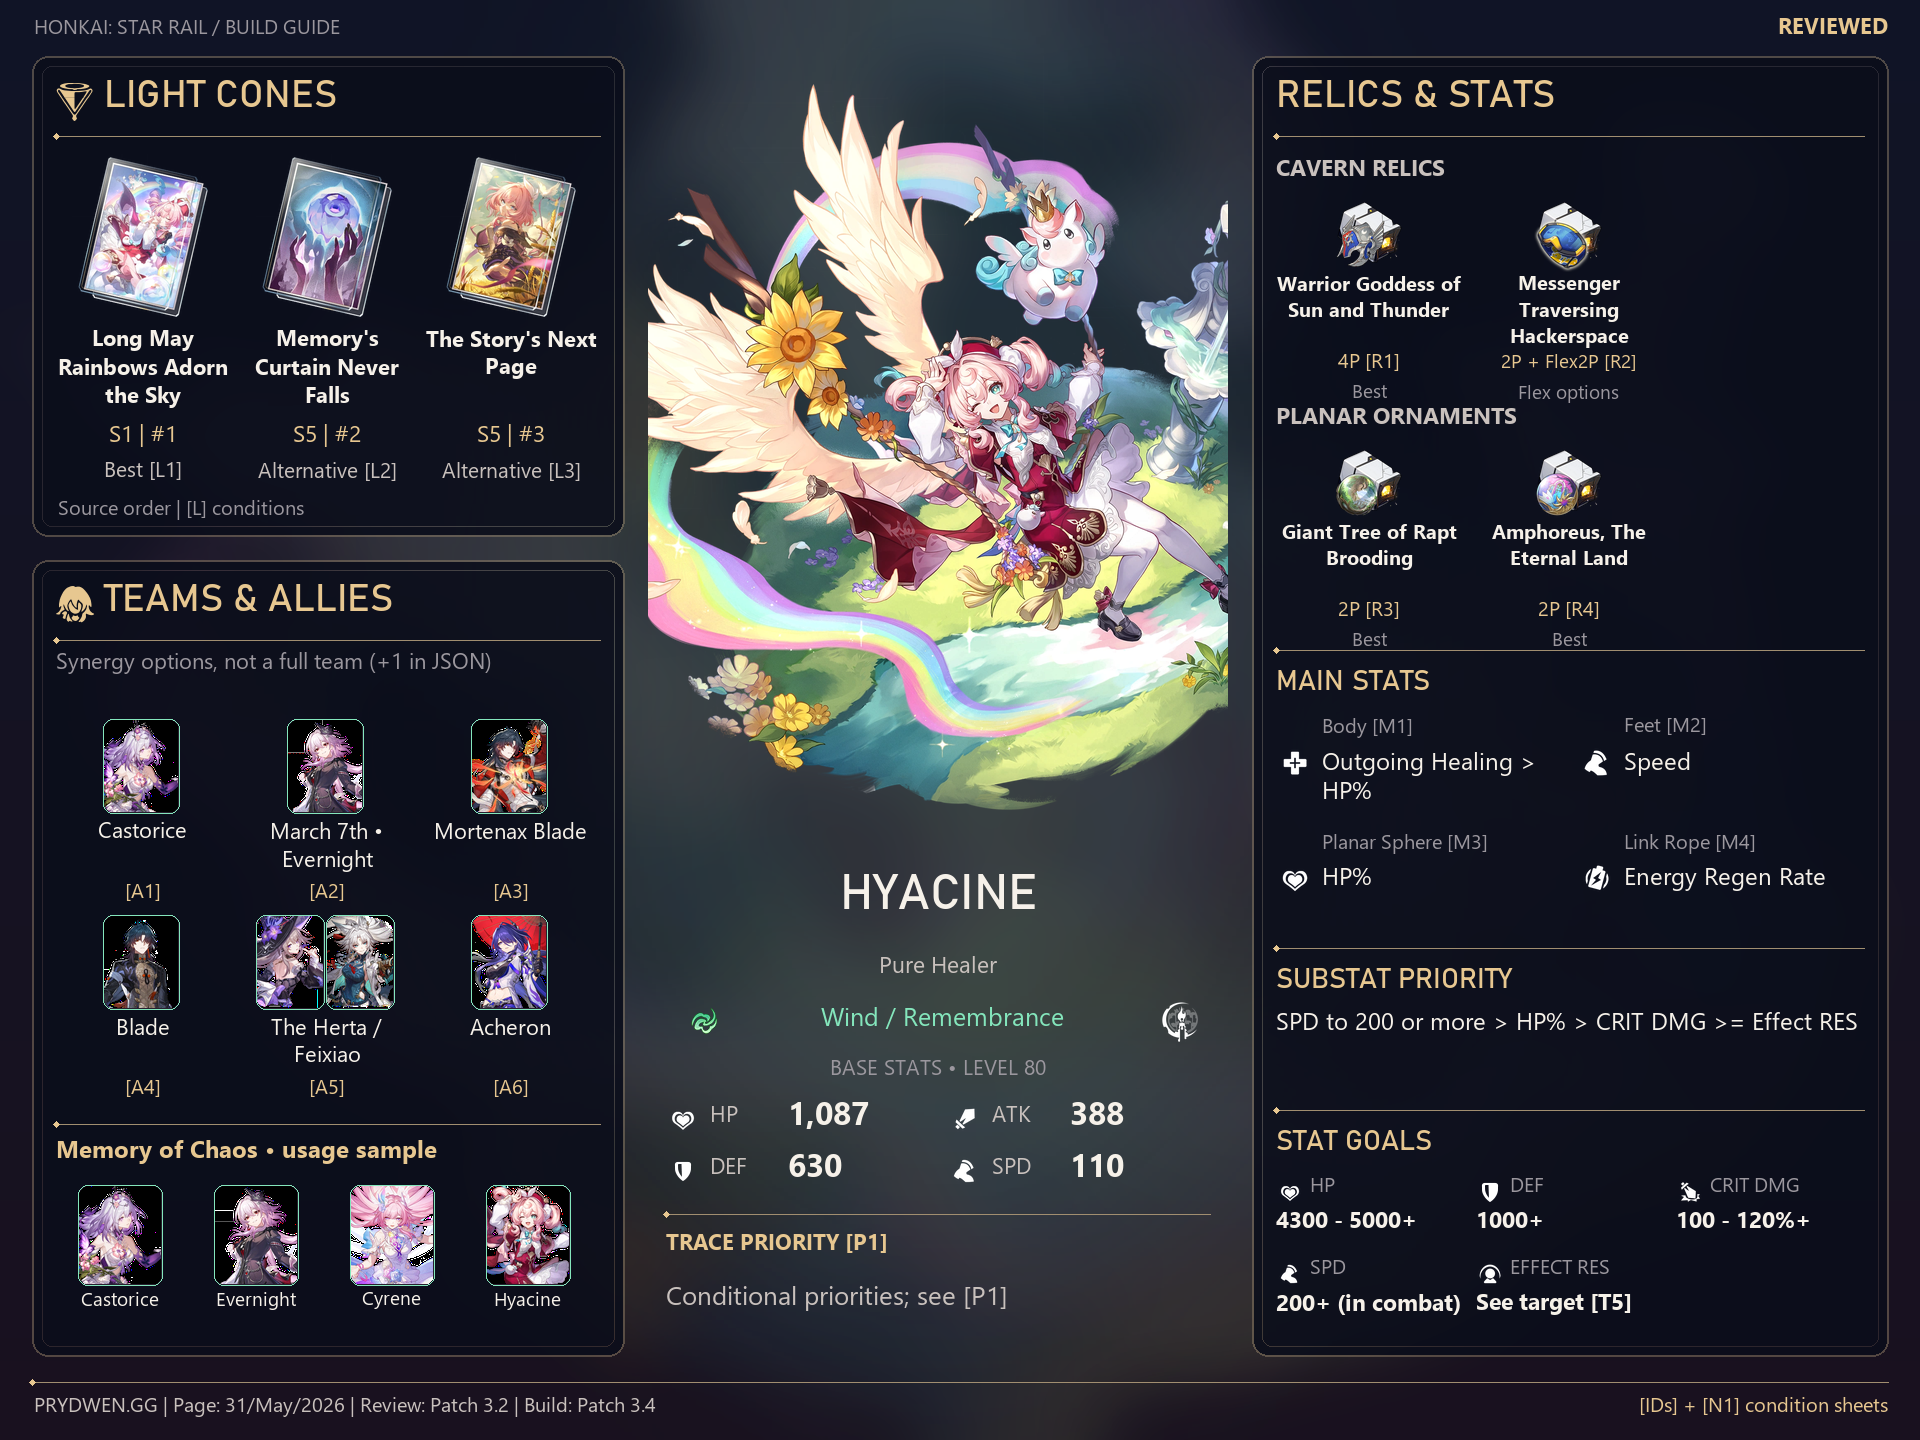 HONKAI: STAR RAIL / BUILD GUIDE
REVIEWED
LIGHT CONES
Long May Rainbows Adorn the Sky
S1 | #1
Best [L1]
Memory's Curtain Never Falls
S5 | #2
Alternative [L2]
The Story's Next Page
S5 | #3
Alternative [L3]
Source order | [L] conditions
TEAMS & ALLIES
Synergy options, not a full team (+1 in JSON)
Castorice
[A1]
March 7th • Evernight
[A2]
Mortenax Blade
[A3]
Blade
[A4]
The Herta / Feixiao
[A5]
Acheron
[A6]
Memory of Chaos • usage sample
Castorice
Evernight
Cyrene
Hyacine
HYACINE
Pure Healer
Wind / Remembrance
BASE STATS • LEVEL 80
HP 1,087
ATK 388
DEF 630
SPD 110
TRACE PRIORITY [P1]
Conditional priorities; see [P1]
RELICS & STATS
CAVERN RELICS
Warrior Goddess of Sun and Thunder
4P [R1]
Best
Messenger Traversing Hackerspace
2P + Flex2P [R2]
Flex options
PLANAR ORNAMENTS
Giant Tree of Rapt Brooding
2P [R3]
Best
Amphoreus, The Eternal Land
2P [R4]
Best
MAIN STATS
Body [M1]
Outgoing Healing > HP%
Feet [M2]
Speed
Planar Sphere [M3]
HP%
Link Rope [M4]
Energy Regen Rate
SUBSTAT PRIORITY
SPD to 200 or more > HP% > CRIT DMG >= Effect RES
STAT GOALS
HP
4300 - 5000+
DEF
1000+
CRIT DMG
100 - 120%+
SPD
200+ (in combat)
EFFECT RES
See target [T5]
PRYDWEN.GG | Page: 31/May/2026 | Review: Patch 3.2 | Build: Patch 3.4
[IDs] + [N1] condition sheets